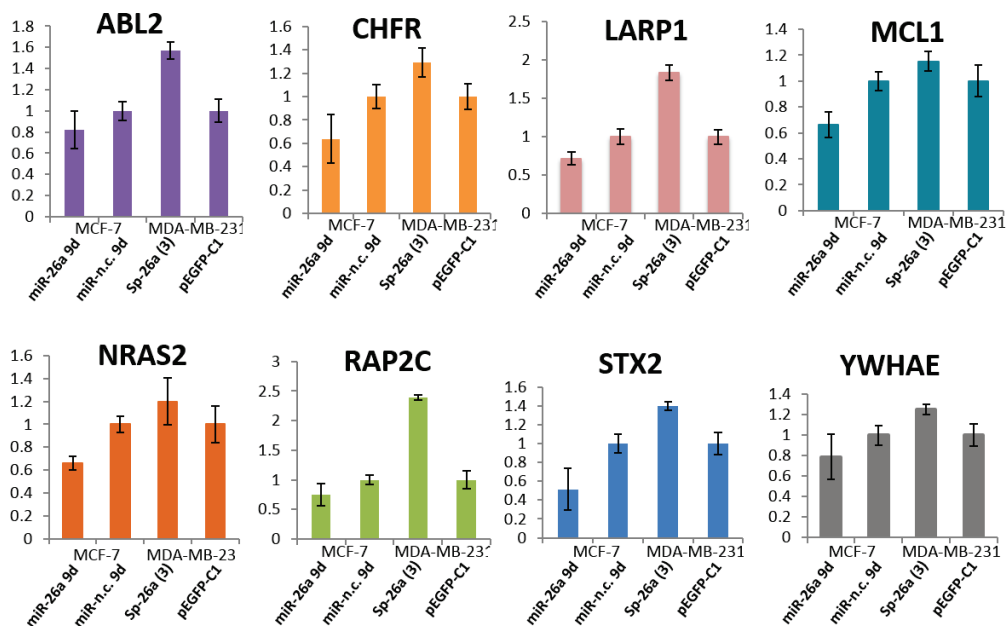 ABL2
1.8
1.6
1.4
1.2
1
0.8
0.6
0.4
0.2
0
MCF-7 MDA-MB-231
miR-26a 9d
miR-n.c. 9d
Sp-26a (3)
pEGFP-C1
CHFR
1.6
1.4
1.2
1
0.8
0.6
0.4
0.2
0
MCF-7 MDA-MB-231
miR-26a 9d
miR-n.c. 9d
Sp-26a (3)
pEGFP-C1
LARP1
2.5
2
1.5
1
0.5
0
MCF-7 MDA-MB-231
miR-26a 9d
miR-n.c. 9d
Sp-26a (3)
pEGFP-C1
MCL1
1.4
1.2
1
0.8
0.6
0.4
0.2
0
MCF-7 MDA-MB-231
miR-26a 9d
miR-n.c. 9d
Sp-26a (3)
pEGFP-C1
NRAS2
1.6
1.4
1.2
1
0.8
0.6
0.4
0.2
0
MCF-7 MDA-MB-23
miR-26a 9d
miR-n.c. 9d
Sp-26a (3)
pEGFP-C1
RAP2C
3
2.5
2
1.5
1
0.5
0
MCF-7 MDA-MB-231
miR-26a 9d
miR-n.c. 9d
Sp-26a (3)
pEGFP-C1
STX2
1.6
1.4
1.2
1
0.8
0.6
0.4
0.2
0
MCF-7 MDA-MB-231
miR-26a 9d
miR-n.c. 9d
Sp-26a (3)
pEGFP-C1
YWHAE
1.4
1.2
1
0.8
0.6
0.4
0.2
0
MCF-7 MDA-MB-231
miR-26a 9d
miR-n.c. 9d
Sp-26a (3)
pEGFP-C1